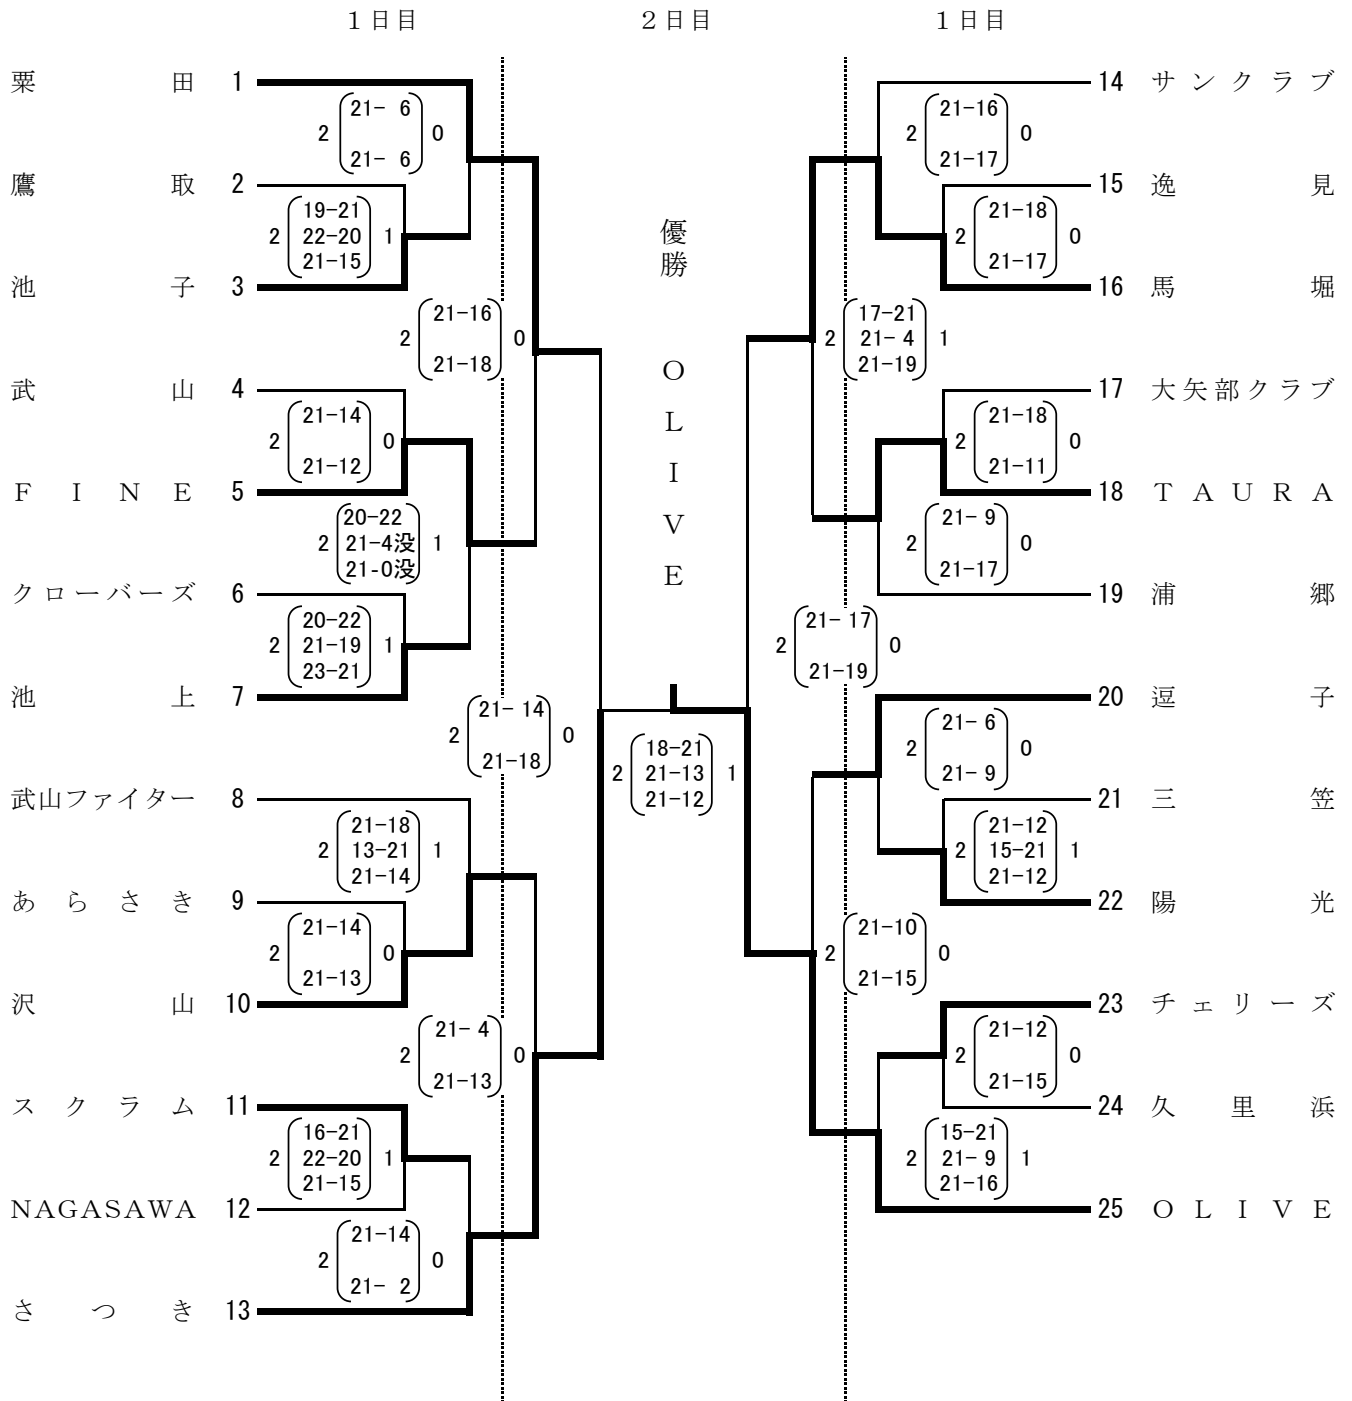 1日目 2日目 1日目
粟田 1
21- 6
2 0
21- 6
鷹取 2
19-21
2 22-20 1
21-15
池子 3
21-16
2 0
21-18
武山 4
21-14
2 0
21-12
FINE 5
20-22
2 21-4没 1
21-0没
クローバーズ 6
20-22
2 21-19 1
23-21
池上 7
21- 14
2 0
21-18
武山ファイター 8
21-18
2 13-21 1
21-14
あらさき 9
21-14
2 0
21-13
沢山 10
21- 4
2 0
21-13
スクラム 11
16-21
2 22-20 1
21-15
NAGASAWA 12
21-14
2 0
21- 2
さつき 13
優勝 OLIVE
18-21
2 21-13 1
21-12
14 サンクラブ
21-16
2 0
21-17
15 逸見
21-18
2 0
21-17
16 馬堀
17-21
2 21- 4 1
21-19
17 大矢部クラブ
21-18
2 0
21-11
18 TAURA
21- 9
2 0
21-17
19 浦郷
21- 17
2 0
21-19
20 逗子
21- 6
2 0
21- 9
21 三笠
21-12
2 15-21 1
21-12
22 陽光
21-10
2 0
21-15
23 チェリーズ
21-12
2 0
21-15
24 久里浜
15-21
2 21- 9 1
21-16
25 OLIVE